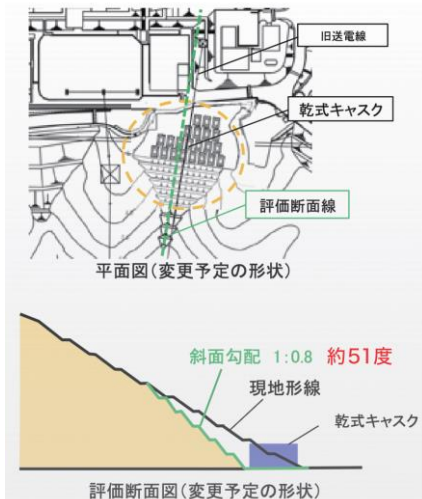 旧送電線
乾式キャスク
評価断面線
平面図(変更予定の形状)
斜面勾配 1:0.8 約51度
現地形線
乾式キャスク
評価断面図(変更予定の形状)